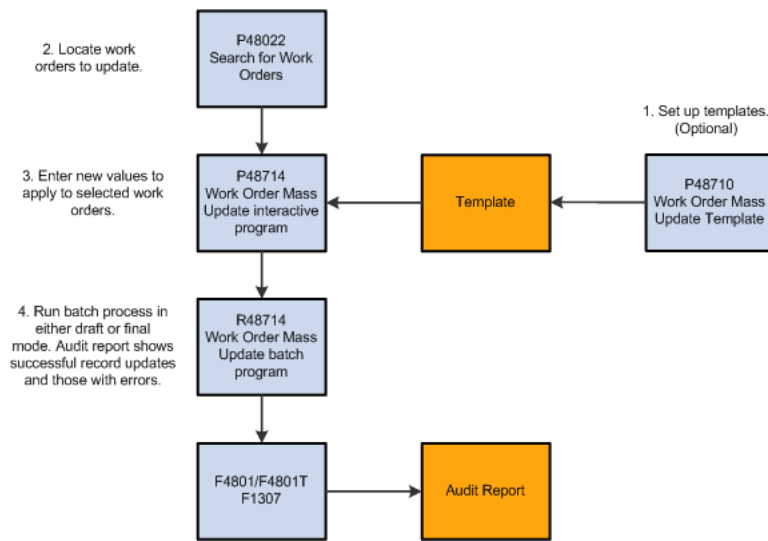 2. Locate work
orders to update.
P48022
Search for Work
Orders
1. Set up templates.
(Optional)
3. Enter new values to
apply to selected work
orders.
P48714
Work Order Mass
Update interactive
program
Template
P48710
Work Order Mass
Update Template
4. Run batch process in
either draft or final
mode. Audit report shows
successful record updates
and those with errors.
R48714
Work Order Mass
Update batch
program
F4801/F4801T
F1307
Audit Report